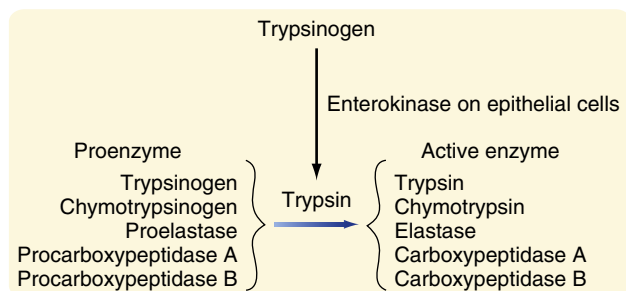 Trypsinogen
Enterokinase on epithelial cells
Proenzyme
Trypsinogen
Chymotrypsinogen
Proelastase
Procarboxypeptidase A
Procarboxypeptidase B
Trypsin
Active enzyme
Trypsin
Chymotrypsin
Elastase
Carboxypeptidase A
Carboxypeptidase B